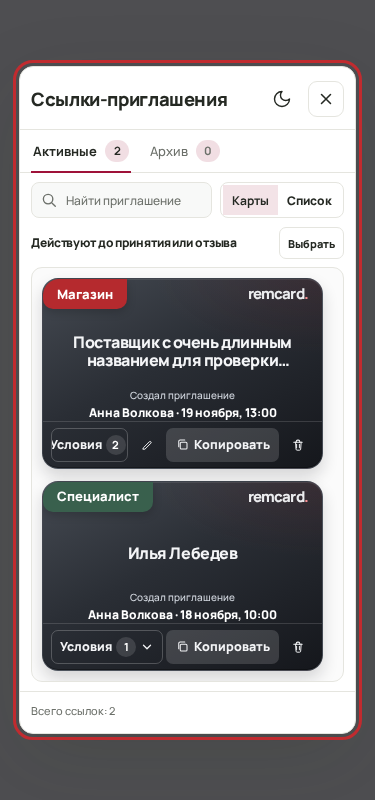 Ссылки-приглашения
Активные 2 Архив 0
Найти приглашение Карты Список
Действуют до принятия или отзыва Выбрать
Магазин remcard.
Поставщик с очень длинным
названием для проверки…
Создал приглашение
Анна Волкова · 19 ноября, 13:00
Условия 2 Копировать
Специалист remcard.
Илья Лебедев
Создал приглашение
Анна Волкова · 18 ноября, 10:00
Условия 1 Копировать
Всего ссылок: 2